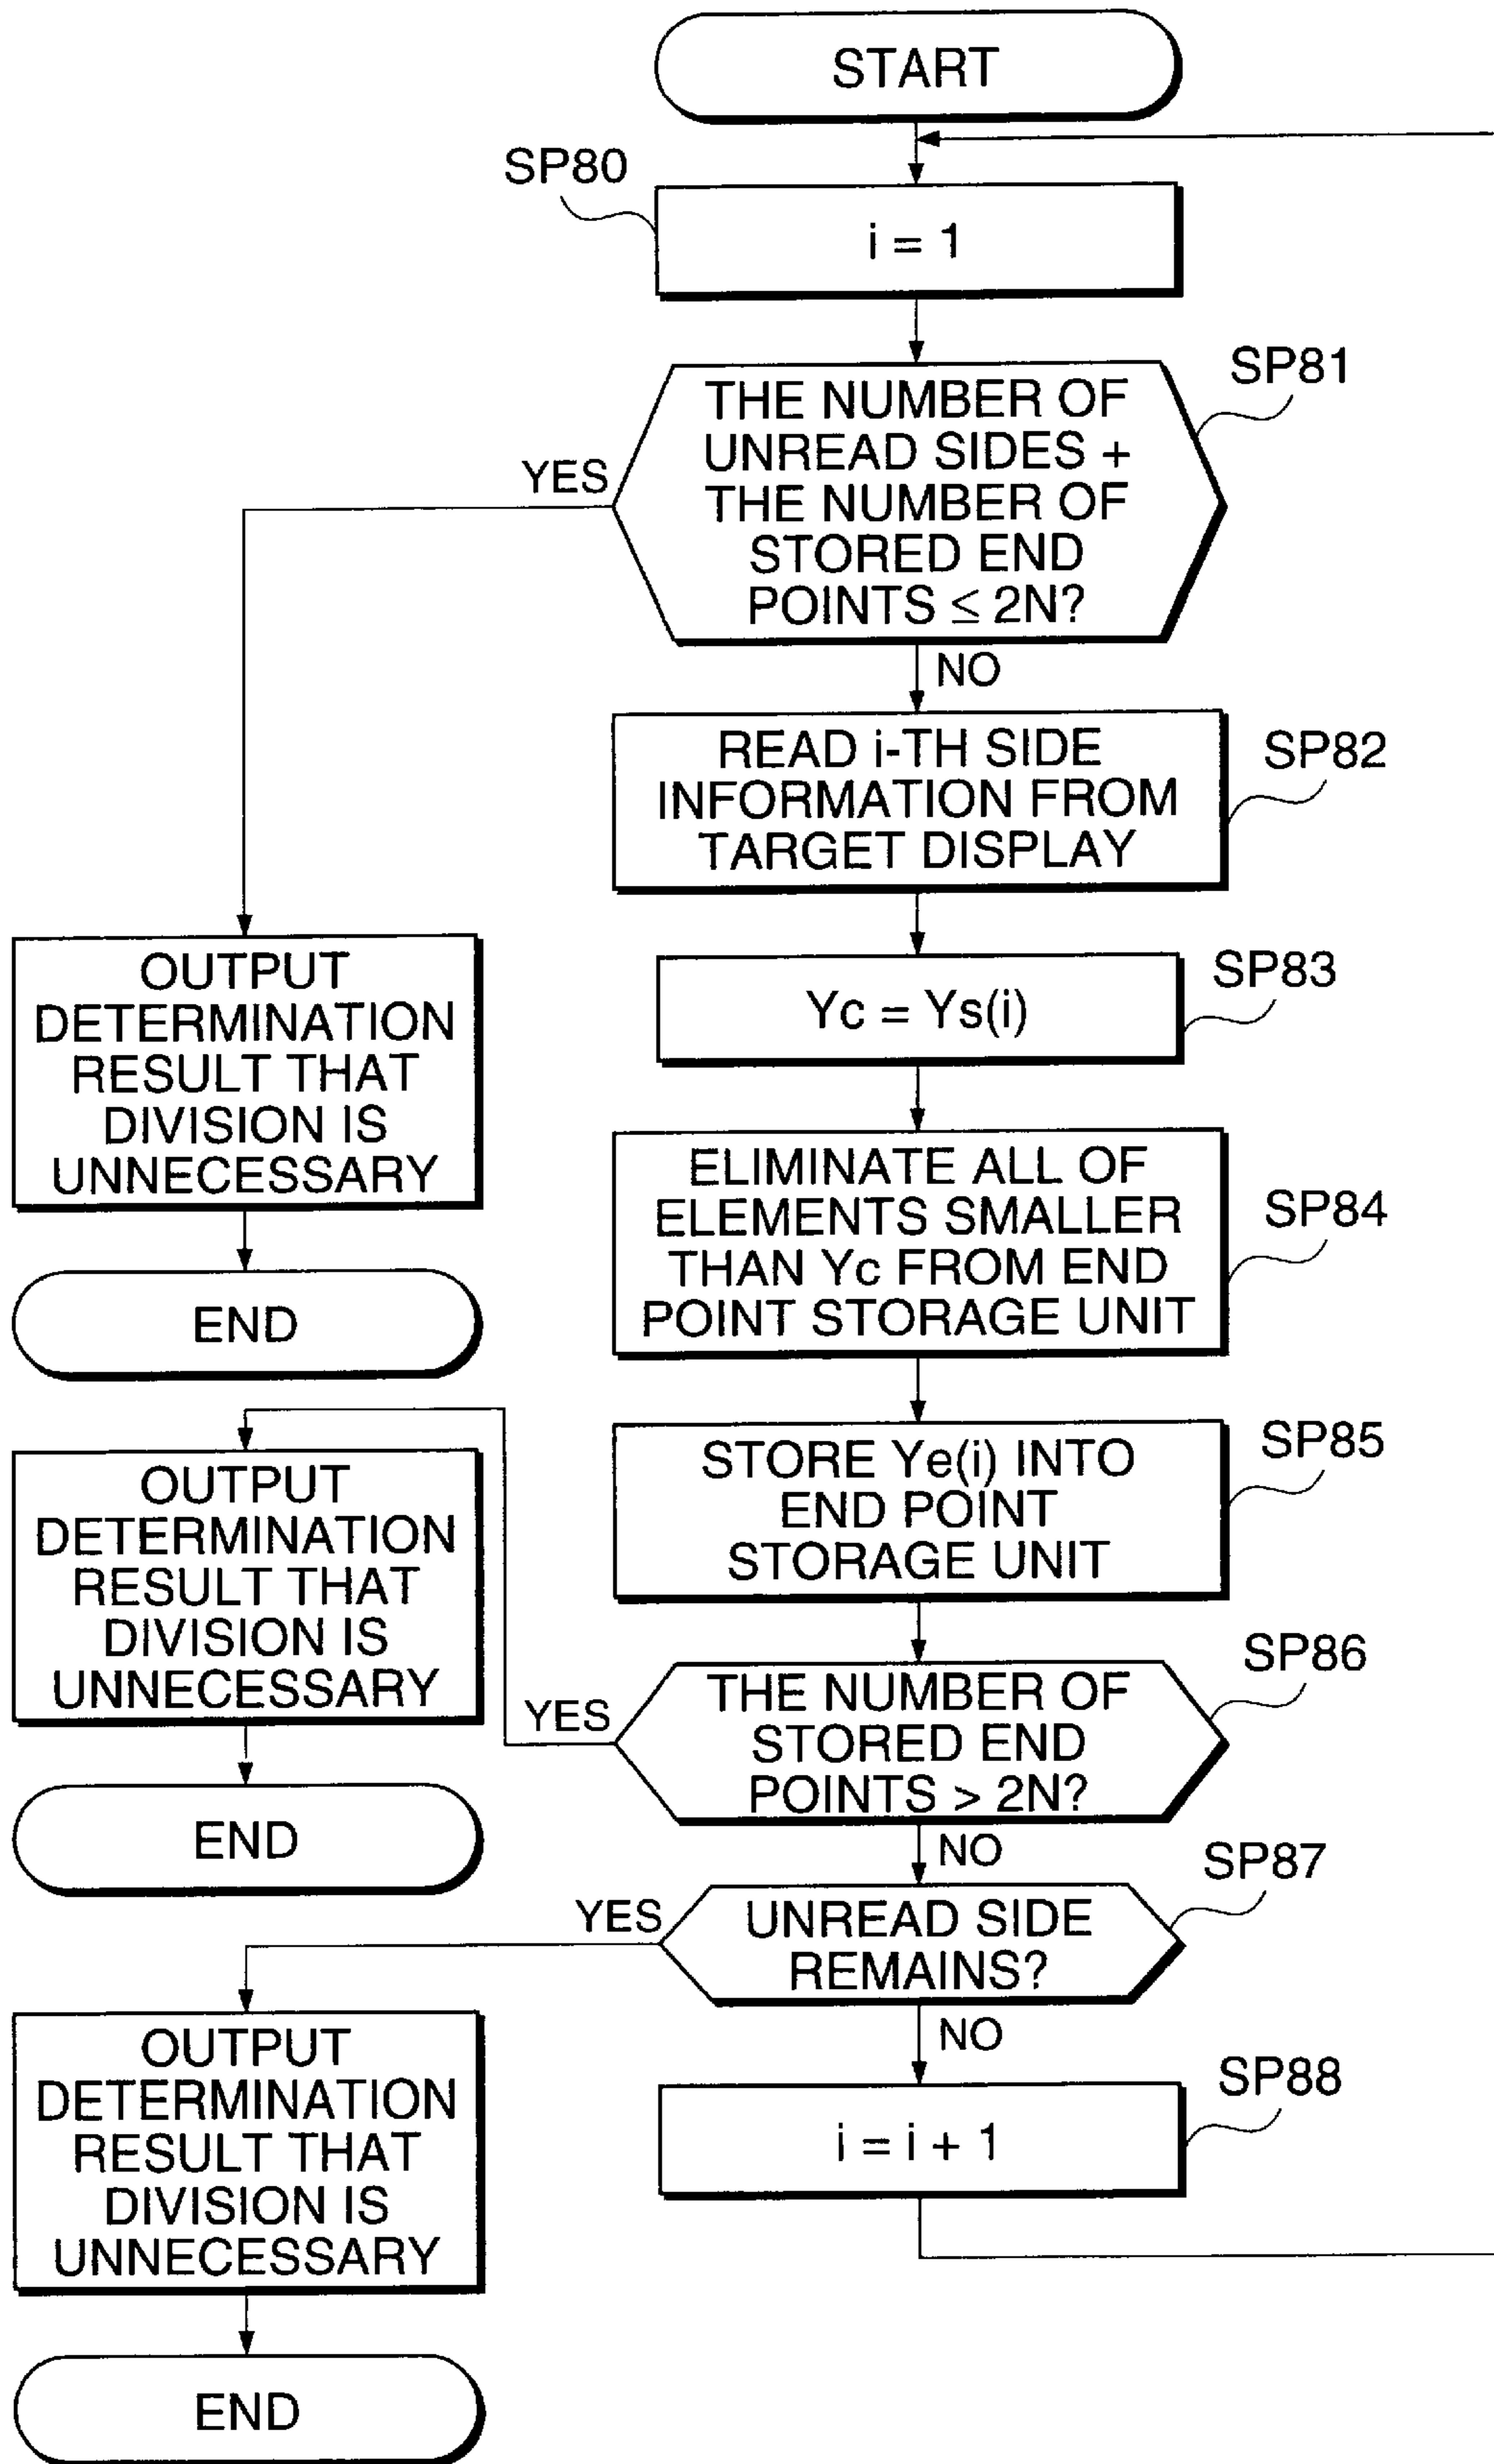 START
SP80
i = 1
SP81
THE NUMBER OF
UNREAD SIDES +
THE NUMBER OF
STORED END
POINTS ≤ 2N?
YES
NO
READ i-TH SIDE
INFORMATION FROM
TARGET DISPLAY
SP82
OUTPUT
DETERMINATION
RESULT THAT
DIVISION IS
UNNECESSARY
END
Yc = Ys(i)
SP83
ELIMINATE ALL OF
ELEMENTS SMALLER
THAN Yc FROM END
POINT STORAGE UNIT
SP84
STORE Ye(i) INTO
END POINT
STORAGE UNIT
SP85
THE NUMBER OF
STORED END
POINTS > 2N?
SP86
YES
OUTPUT
DETERMINATION
RESULT THAT
DIVISION IS
UNNECESSARY
END
NO
SP87
UNREAD SIDE
REMAINS?
YES
OUTPUT
DETERMINATION
RESULT THAT
DIVISION IS
UNNECESSARY
END
NO
SP88
i = i + 1